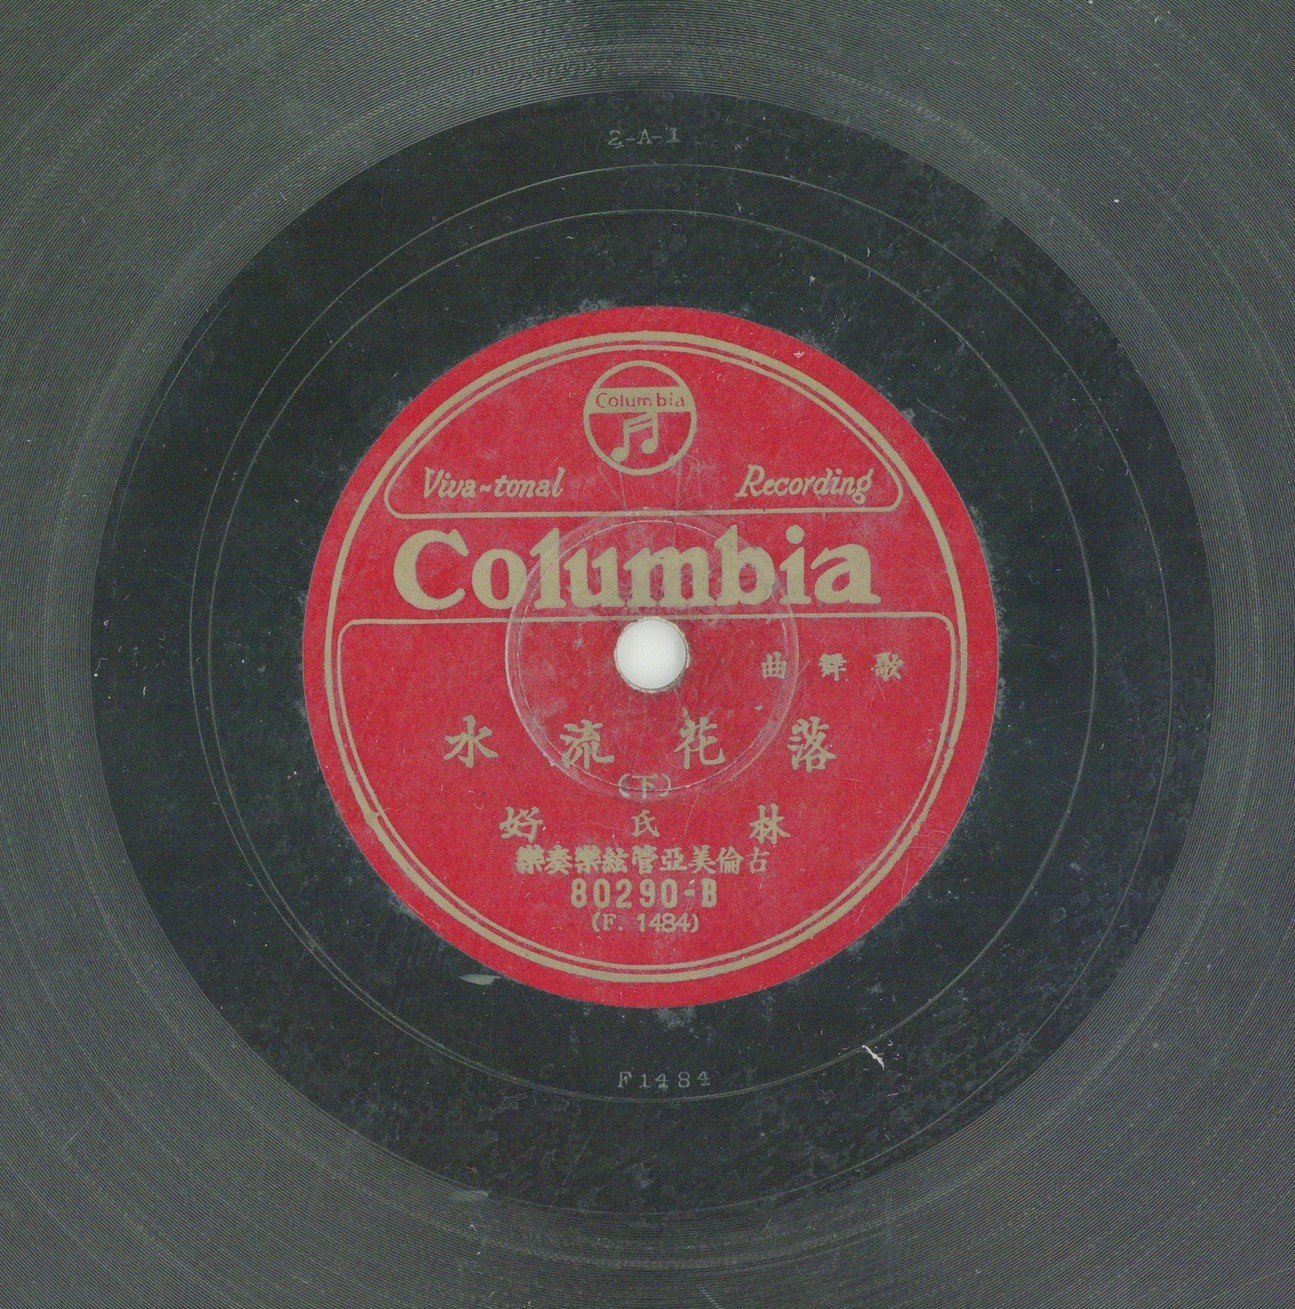 2-A-1
Columbia
Viva-tonal Recording
Columbia
歌舞曲
落花流水
(下)
林氏好
古倫美亞管絃樂奏樂
80290-B
(F. 1484)
F1484